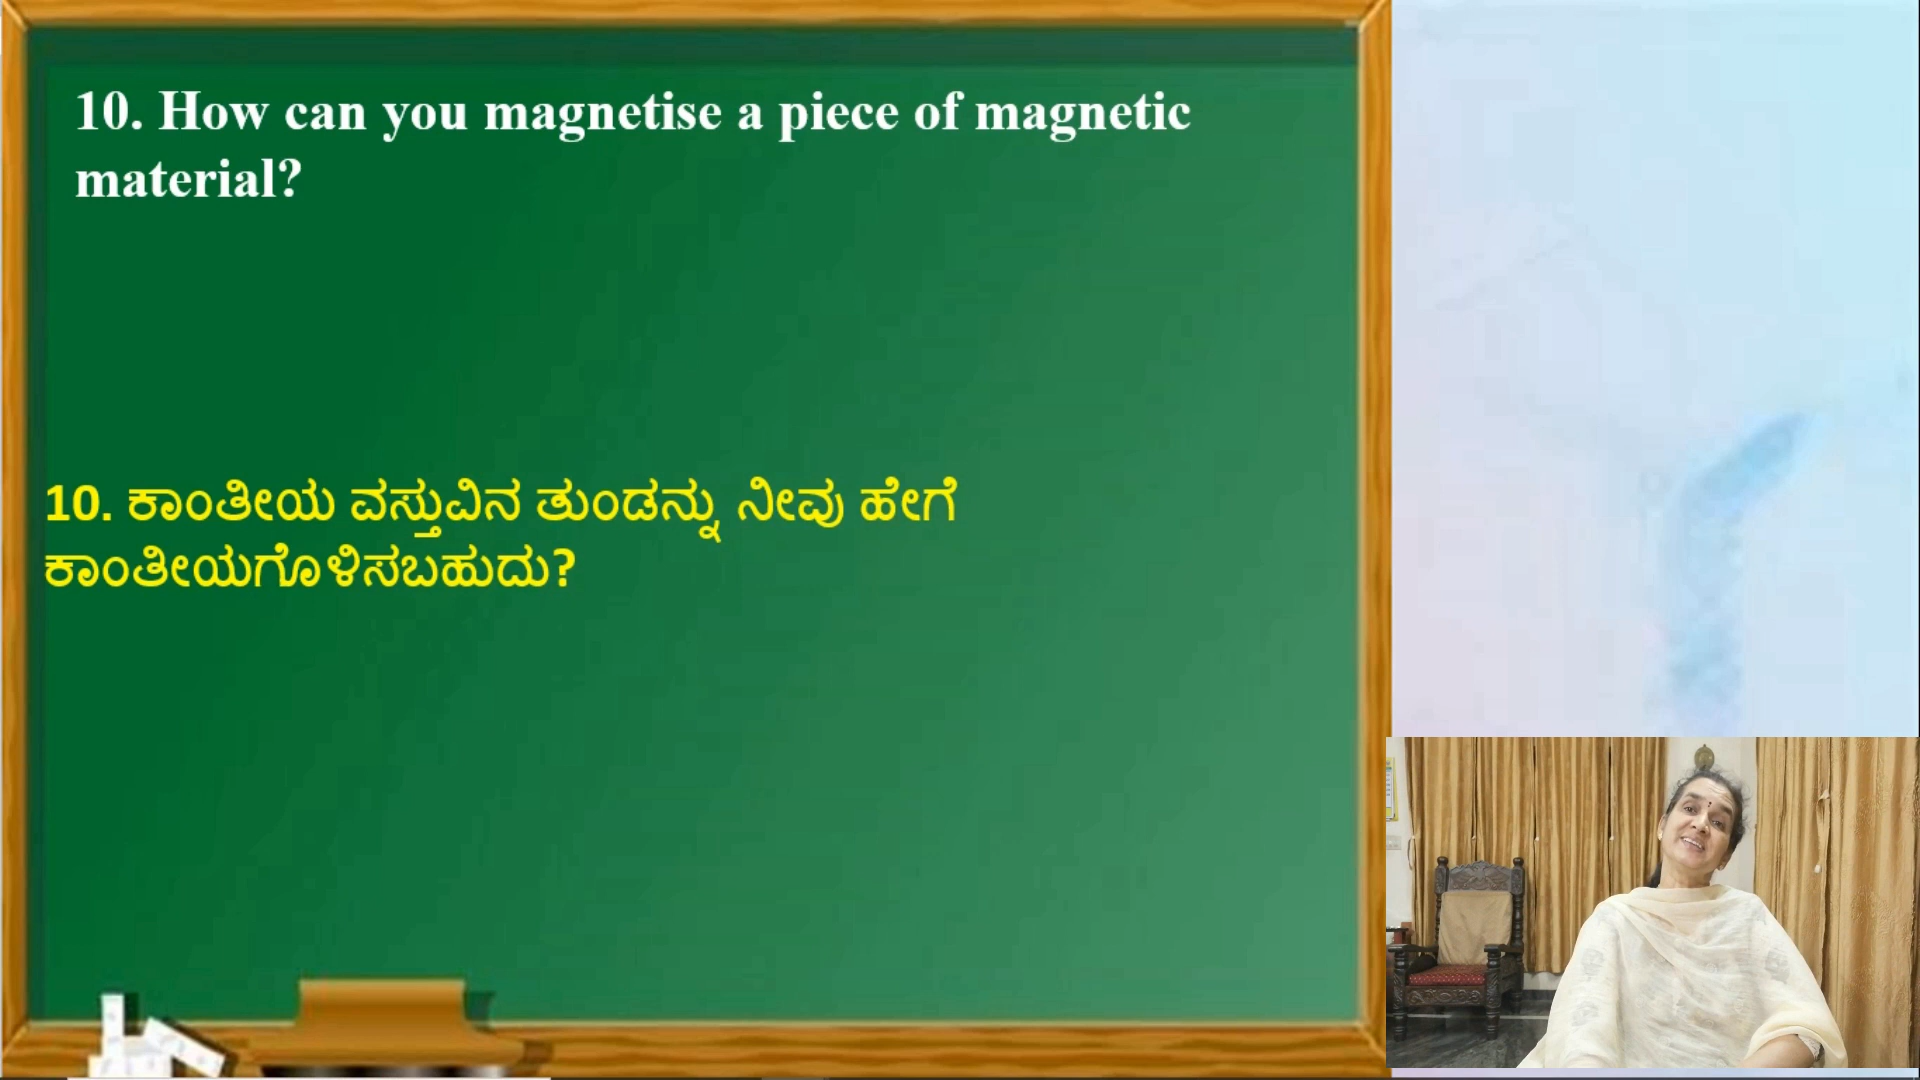 10. How can you magnetise a piece of magnetic
material?
10. ಕಾಂತೀಯ ವಸ್ತುವಿನ ತುಂಡನ್ನು ನೀವು ಹೇಗೆ
ಕಾಂತೀಯಗೊಳಿಸಬಹುದು?